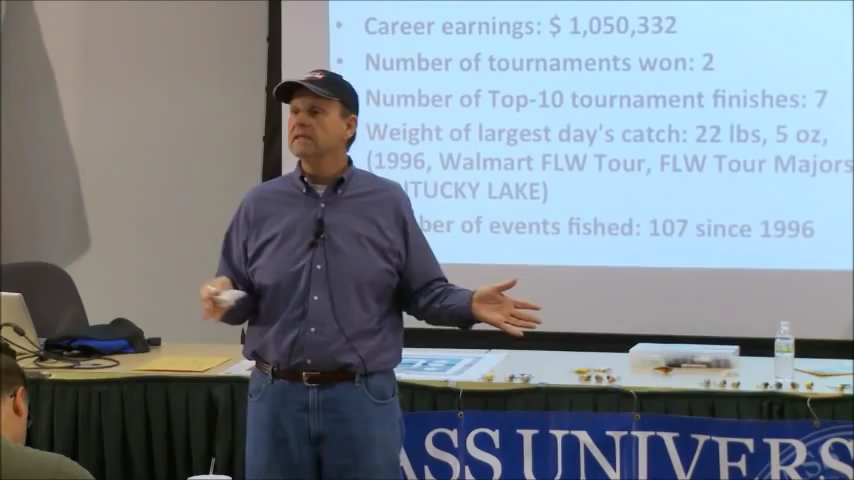 • Career earnings: $ 1,050,332
• Number of tournaments won: 2
Number of Top-10 tournament finishes: 7
Weight of largest day's catch: 22 lbs, 5 oz,
(1996, Walmart FLW Tour, FLW Tour Majors
NTUCKY LAKE)
ber of events fished: 107 since 1996
ASS UNIVERS